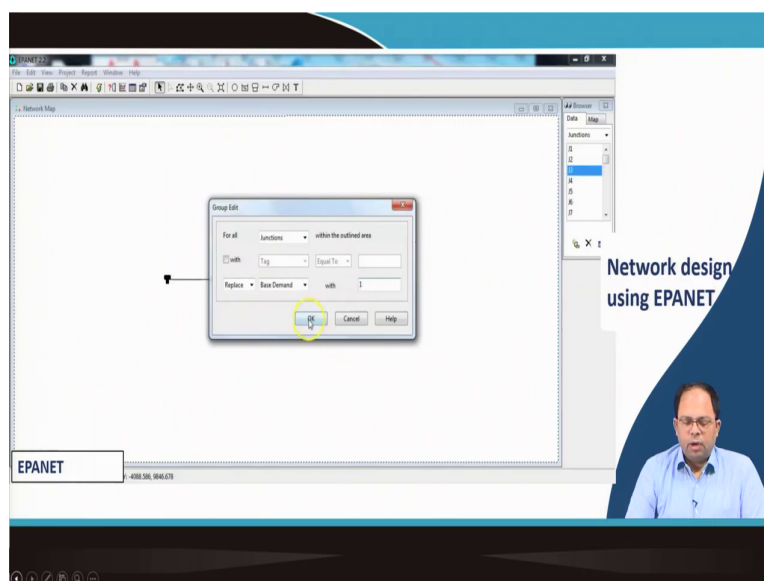 EPANET 2.2
File Edit View Project Report Window Help
Network Map
Browser
Data Map
Junctions
J1
J2
J3
J4
J5
J6
J7
Group Edit
For all Junctions within the outlined area
with Tag Equal To
Replace Base Demand with 1
OK Cancel Help
Network design
using EPANET
EPANET
-4088.586, 9846.678